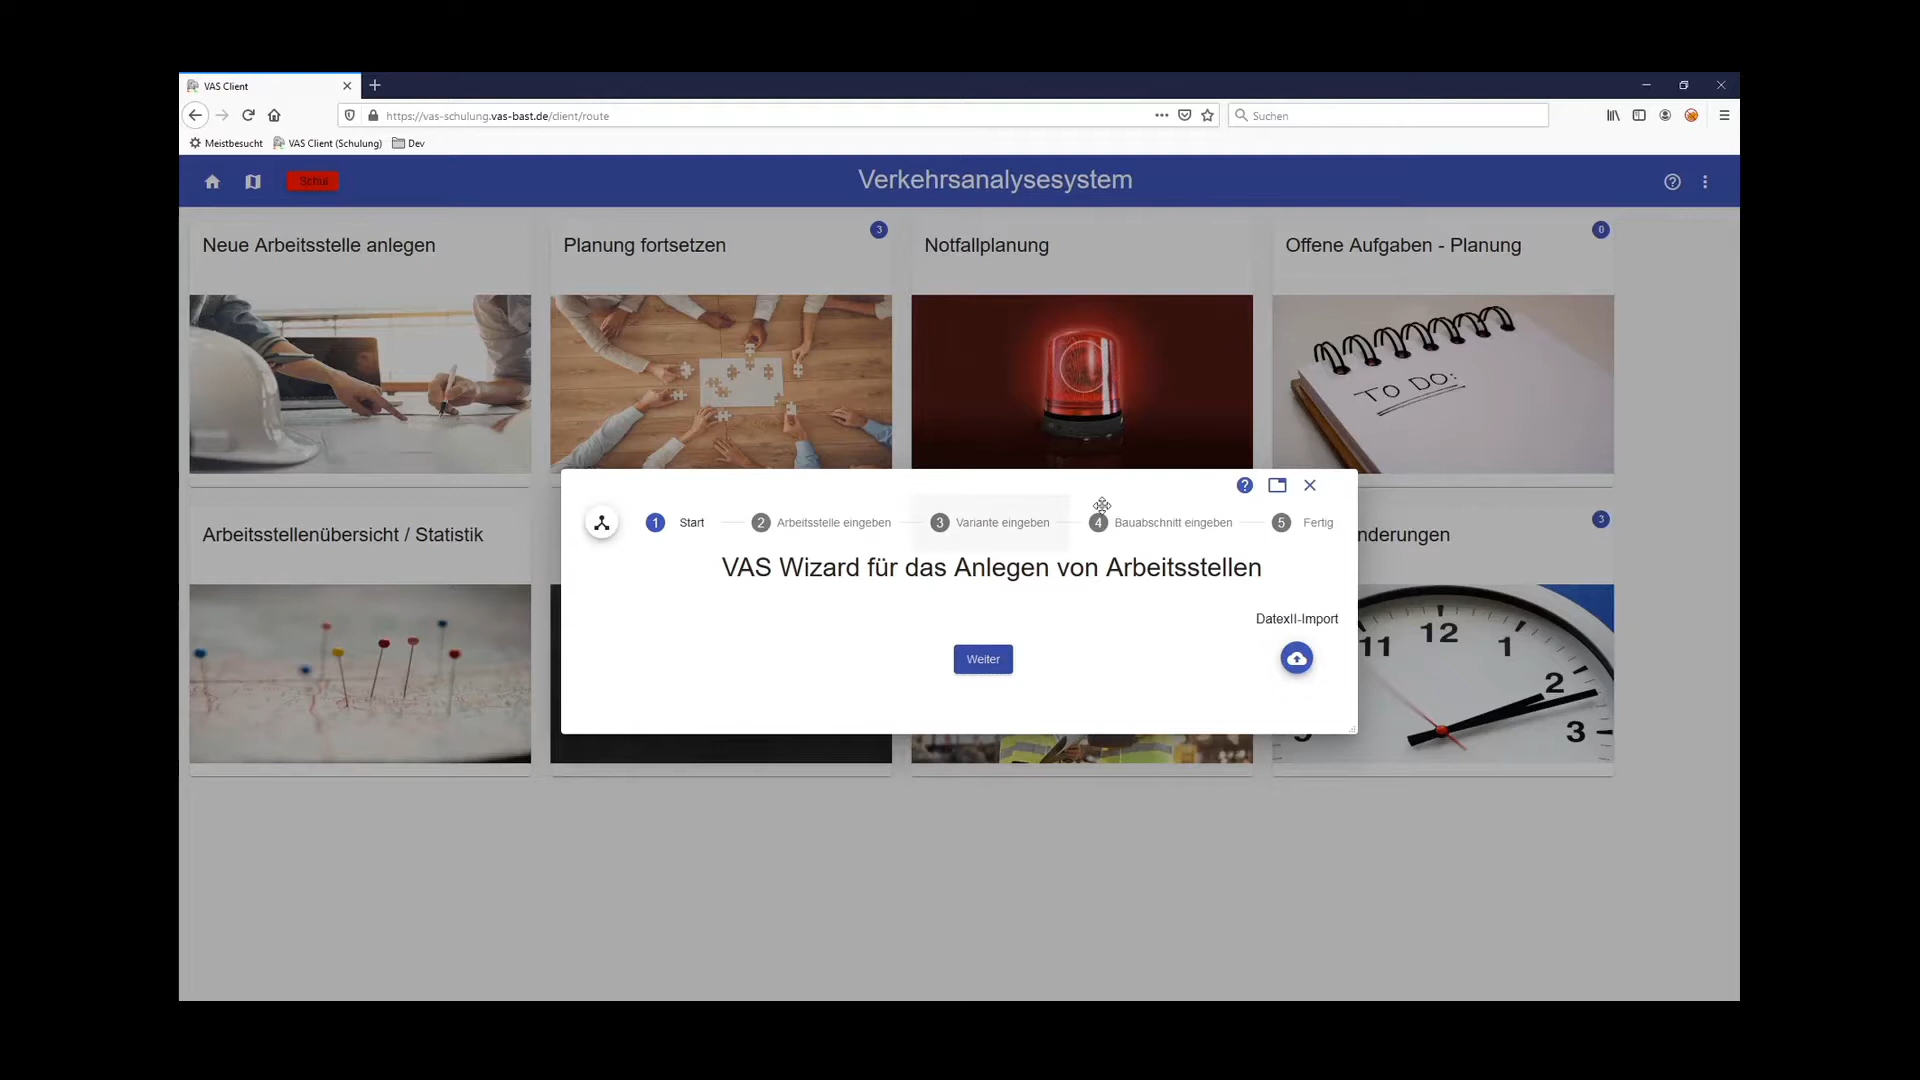 VAS Client
https://vas-schulung.vas-bast.de/client/route
Suchen
Meistbesucht
VAS Client (Schulung)
Dev
Schul
Verkehrsanalysesystem
Neue Arbeitsstelle anlegen
Planung fortsetzen
3
Notfallplanung
Offene Aufgaben - Planung
0
TO DO:
Arbeitsstellenübersicht / Statistik
nderungen
3
1 Start
2 Arbeitsstelle eingeben
3 Variante eingeben
4 Bauabschnitt eingeben
5 Fertig
VAS Wizard für das Anlegen von Arbeitsstellen
DatexII-Import
Weiter
11 12 1
2
3